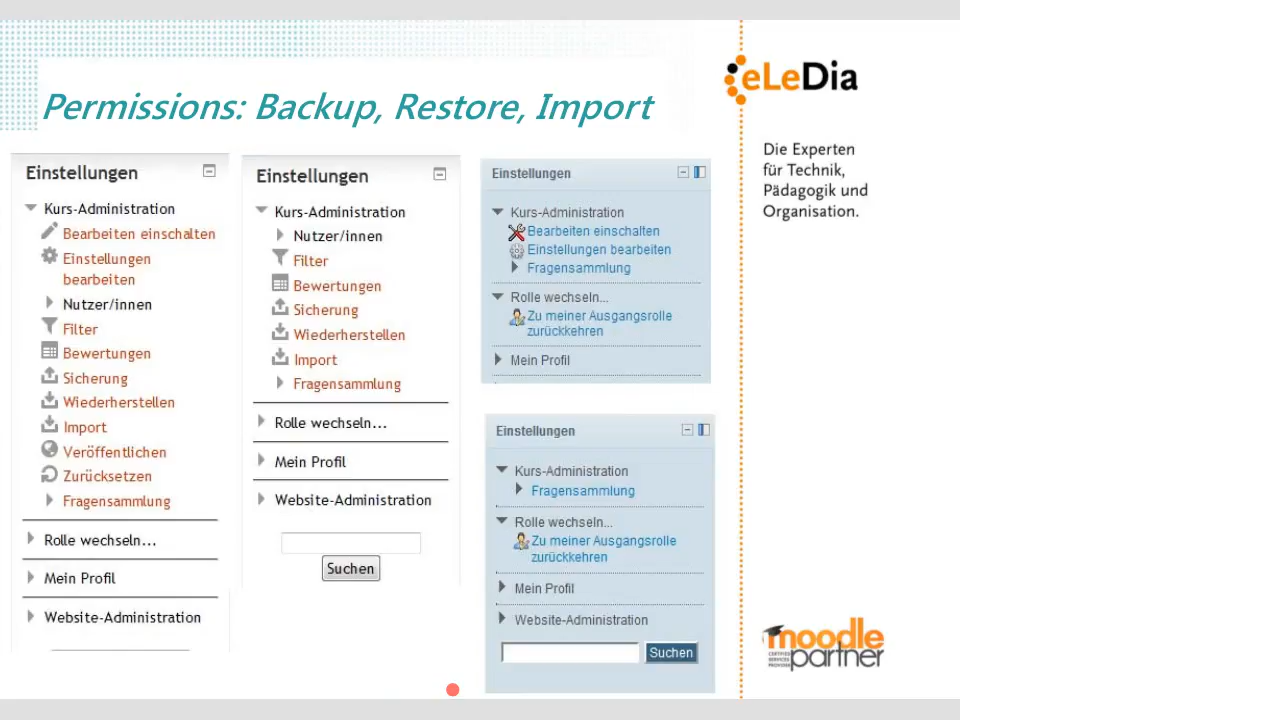 Permissions: Backup, Restore, Import
eLeDia
Die Experten
für Technik,
Pädagogik und
Organisation.
Einstellungen
Kurs-Administration
Bearbeiten einschalten
Einstellungen
bearbeiten
Nutzer/innen
Filter
Bewertungen
Sicherung
Wiederherstellen
Import
Veröffentlichen
Zurücksetzen
Fragensammlung
Rolle wechseln...
Mein Profil
Website-Administration
Einstellungen
Kurs-Administration
Nutzer/innen
Filter
Bewertungen
Sicherung
Wiederherstellen
Import
Fragensammlung
Rolle wechseln...
Mein Profil
Website-Administration
Suchen
Einstellungen
Kurs-Administration
Bearbeiten einschalten
Einstellungen bearbeiten
Fragensammlung
Rolle wechseln...
Zu meiner Ausgangsrolle
zurückkehren
Mein Profil
Einstellungen
Kurs-Administration
Fragensammlung
Rolle wechseln...
Zu meiner Ausgangsrolle
zurückkehren
Mein Profil
Website-Administration
Suchen
moodle
CERTIFIED
SERVICES
PROVIDER
partner